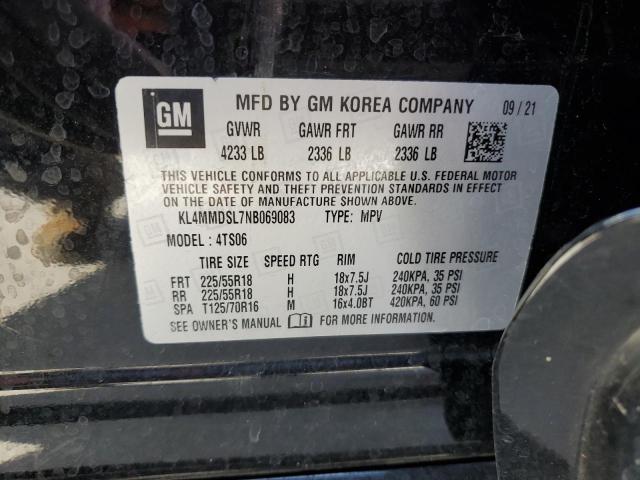 GM MFD BY GM KOREA COMPANY 09 / 21
GVWR GAWR FRT GAWR RR
4233 LB 2336 LB 2336 LB
THIS VEHICLE CONFORMS TO ALL APPLICABLE U.S. FEDERAL MOTOR
VEHICLE SAFETY AND THEFT PREVENTION STANDARDS IN EFFECT
ON THE DATE OF MANUFACTURE SHOWN ABOVE.
KL4MMDSL7NB069083 TYPE: MPV
MODEL : 4TS06
TIRE SIZE SPEED RTG RIM COLD TIRE PRESSURE
FRT 225/55R18 H 18x7.5J 240KPA, 35 PSI
RR 225/55R18 H 18x7.5J 240KPA, 35 PSI
SPA T125/70R16 M 16x4.0BT 420KPA, 60 PSI
SEE OWNER'S MANUAL FOR MORE INFORMATION